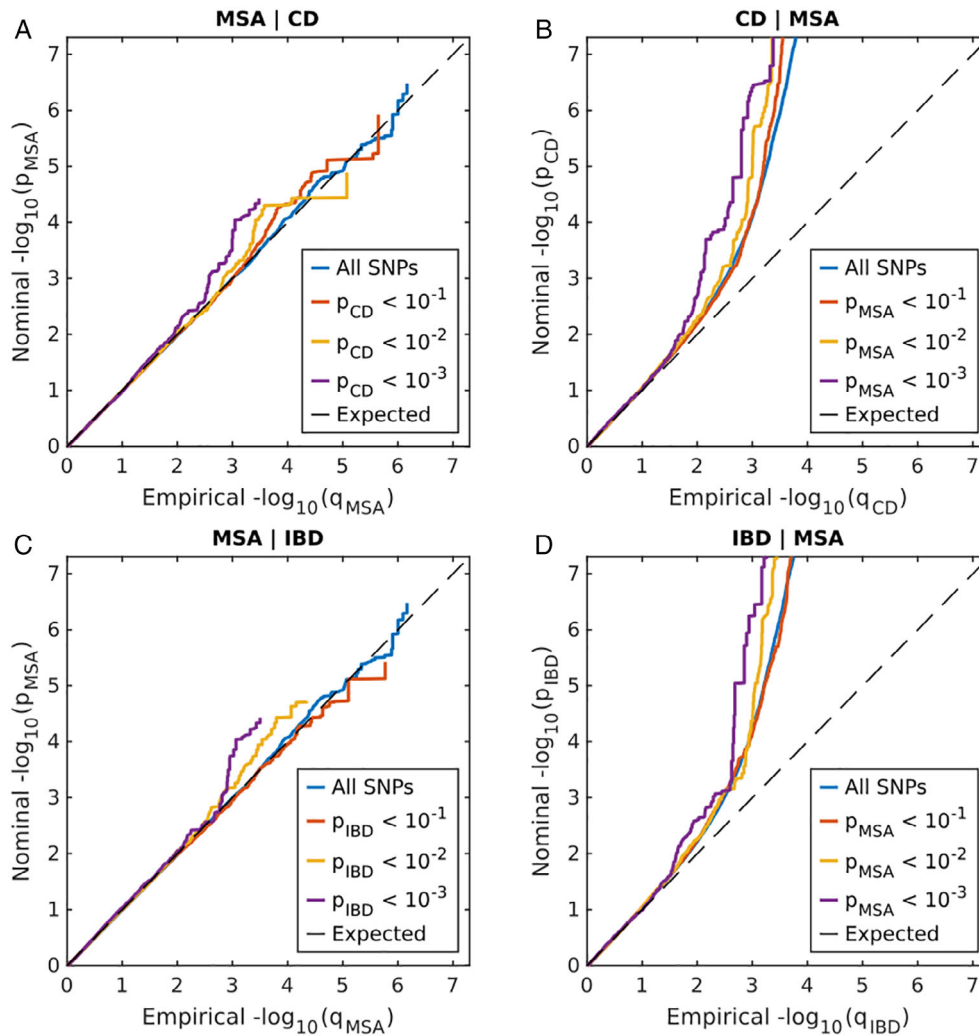 A
MSA | CD
Nominal -log10(pMSA)
7
6
5
4
3
2
1
0
All SNPs
pCD < 10-1
pCD < 10-2
pCD < 10-3
Expected
0 1 2 3 4 5 6 7
Empirical -log10(qMSA)
B
CD | MSA
Nominal -log10(pCD)
7
6
5
4
3
2
1
0
All SNPs
pMSA < 10-1
pMSA < 10-2
pMSA < 10-3
Expected
0 1 2 3 4 5 6 7
Empirical -log10(qCD)
C
MSA | IBD
Nominal -log10(pMSA)
7
6
5
4
3
2
1
0
All SNPs
pIBD < 10-1
pIBD < 10-2
pIBD < 10-3
Expected
0 1 2 3 4 5 6 7
Empirical -log10(qMSA)
D
IBD | MSA
Nominal -log10(pIBD)
7
6
5
4
3
2
1
0
All SNPs
pMSA < 10-1
pMSA < 10-2
pMSA < 10-3
Expected
0 1 2 3 4 5 6 7
Empirical -log10(qIBD)